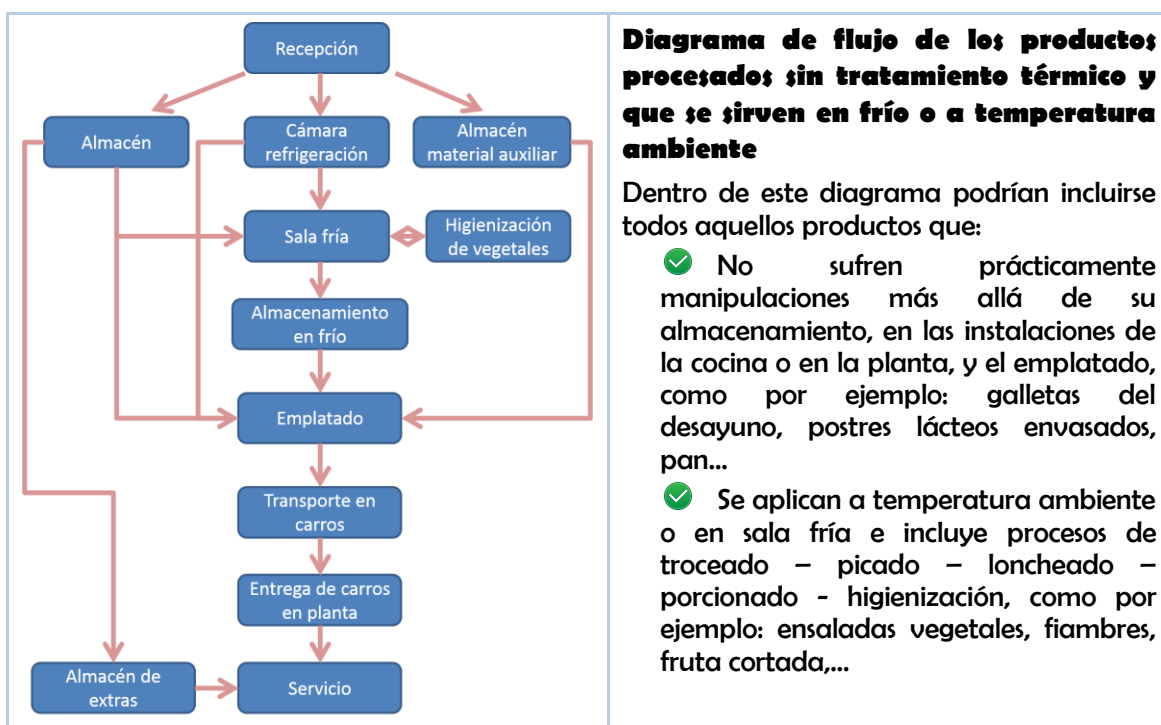 Recepción
Almacén
Cámara
refrigeración
Almacén
material auxiliar
Sala fría
Higienización
de vegetales
Almacenamiento
en frío
Emplatado
Transporte en
carros
Entrega de carros
en planta
Almacén de
extras
Servicio
Diagrama de flujo de los productos
procesados sin tratamiento térmico y
que se sirven en frío o a temperatura
ambiente
Dentro de este diagrama podrían incluirse
todos aquellos productos que:
No sufren prácticamente
manipulaciones más allá de su
almacenamiento, en las instalaciones de
la cocina o en la planta, y el emplatado,
como por ejemplo: galletas del
desayuno, postres lácteos envasados,
pan...
Se aplican a temperatura ambiente
o en sala fría e incluye procesos de
troceado – picado – loncheado –
porcionado - higienización, como por
ejemplo: ensaladas vegetales, fiambres,
fruta cortada,...